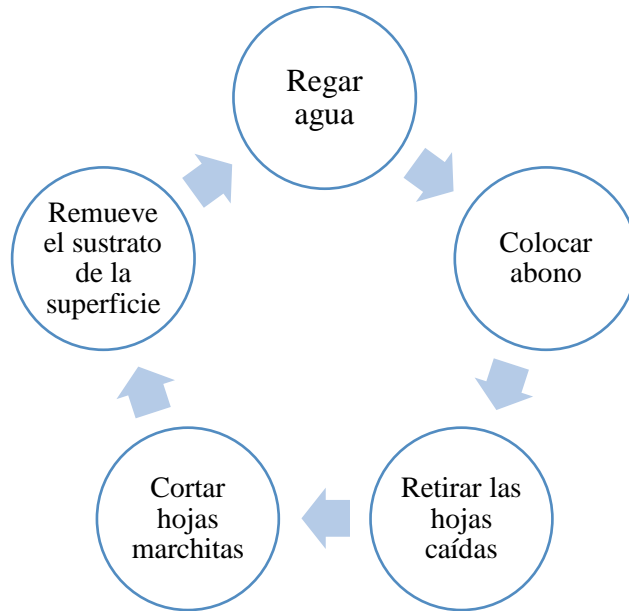 Regar
agua
Colocar
abono
Retirar las
hojas
caídas
Cortar
hojas
marchitas
Remueve
el sustrato
de la
superficie